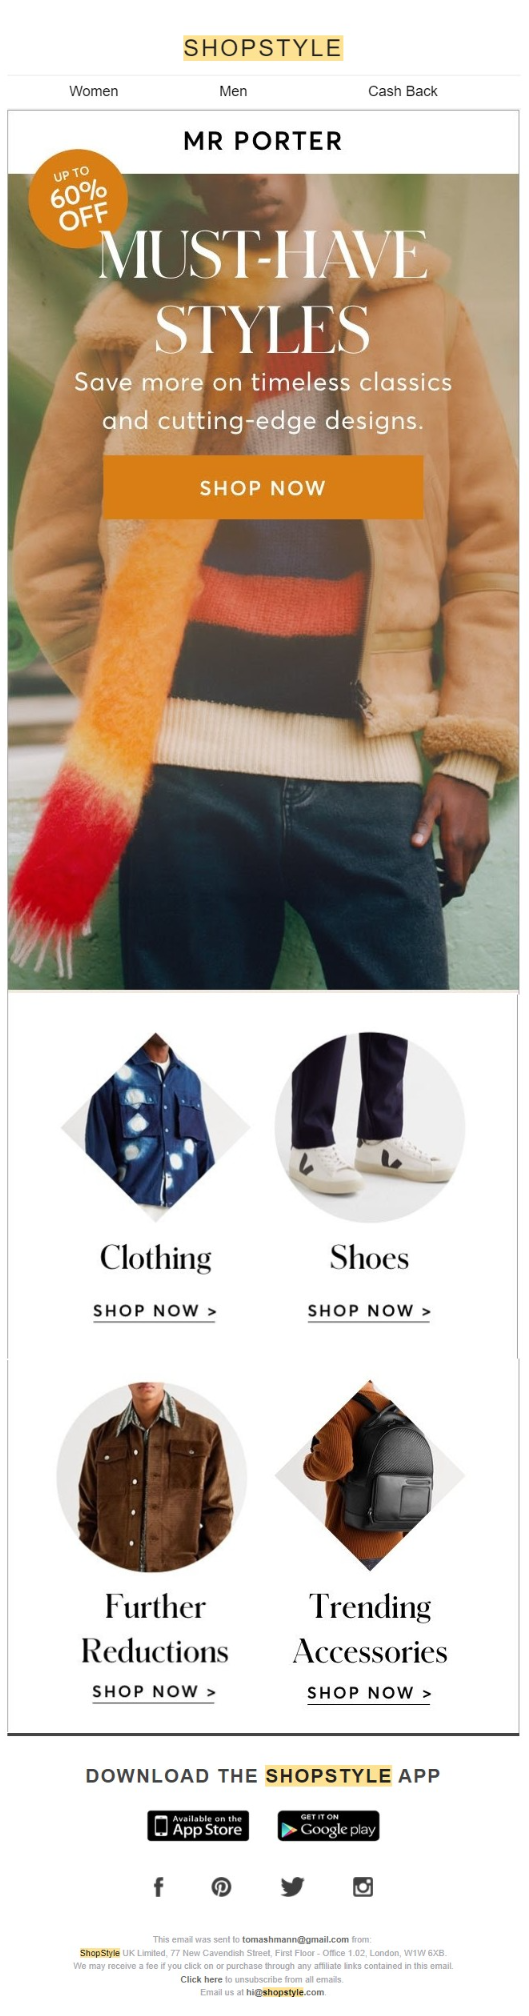 SHOPSTYLE
Women Men Cash Back
MR PORTER
UP TO
60%
OFF
MUST-HAVE
STYLES
Save more on timeless classics
and cutting-edge designs.
SHOP NOW
Clothing Shoes
SHOP NOW > SHOP NOW >
Further Trending
Reductions Accessories
SHOP NOW > SHOP NOW >
DOWNLOAD THE SHOPSTYLE APP
Available on the App Store GET IT ON Google play
This email was sent to tomashmann@gmail.com from:
ShopStyle UK Limited, 77 New Cavendish Street, First Floor - Office 1.02, London, W1W 6XB.
We may receive a fee if you click on or purchase through any affiliate links contained in this email.
Click here to unsubscribe from all emails.
Email us at hi@shopstyle.com.